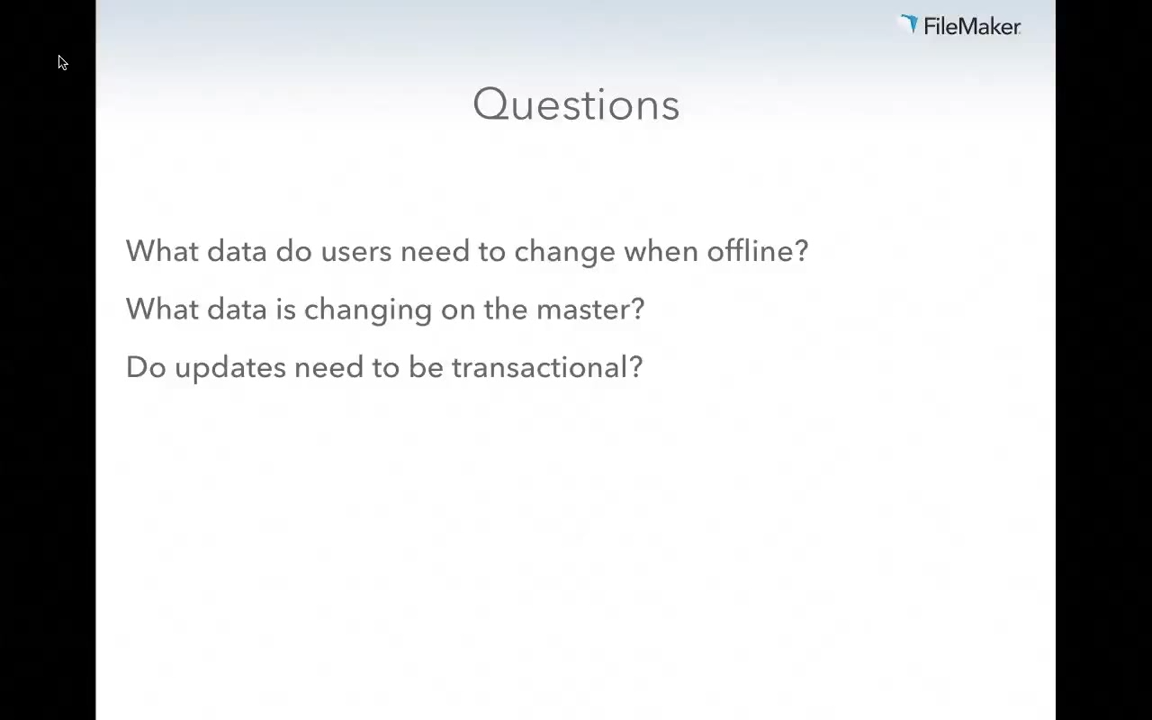 FileMaker
Questions
What data do users need to change when offline?
What data is changing on the master?
Do updates need to be transactional?